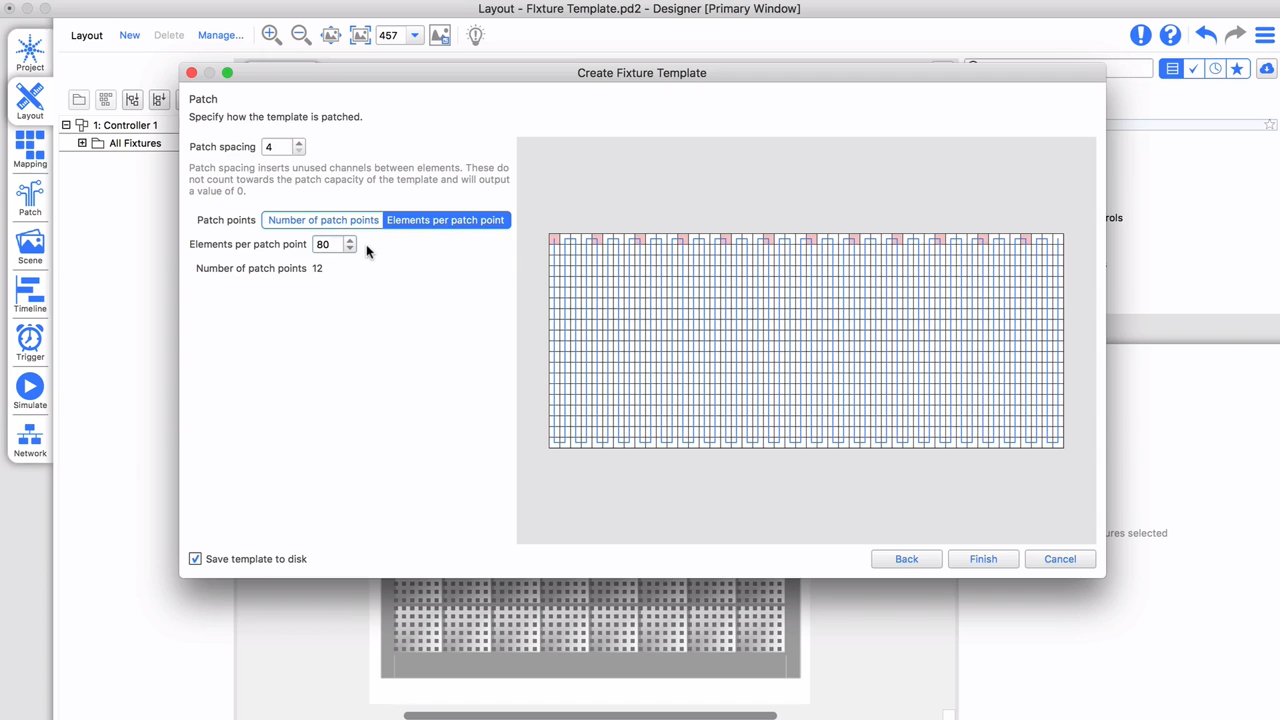 Layout - FIxture Template.pd2 - Designer [Primary Window]
Layout New Delete Manage... 457
Project
Layout
Mapping
Patch
Scene
Timeline
Trigger
Simulate
Network
1: Controller 1
All Fixtures
Create Fixture Template
Patch
Specify how the template is patched.
Patch spacing 4
Patch spacing inserts unused channels between elements. These do
not count towards the patch capacity of the template and will output
a value of 0.
Patch points Number of patch points Elements per patch point
Elements per patch point 80
Number of patch points 12
Save template to disk
Back Finish Cancel
rols
ures selected